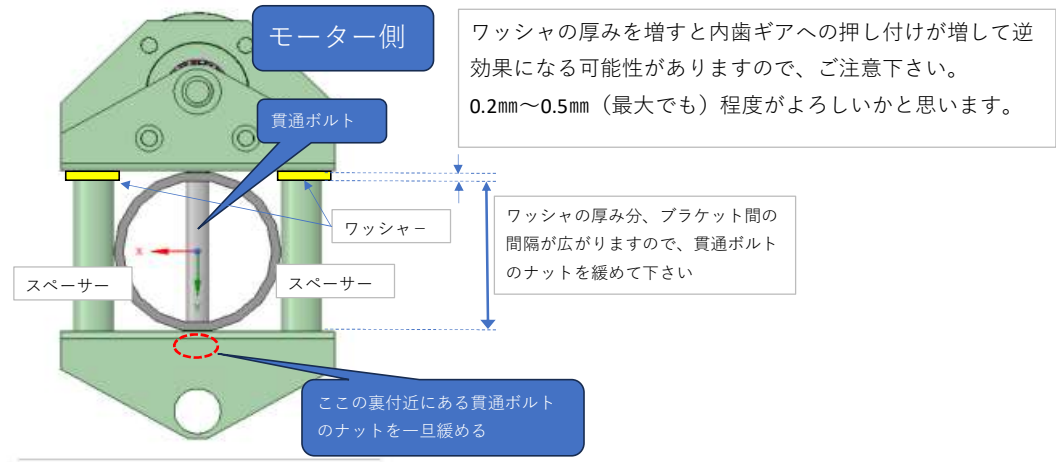 モーター側
ワッシャの厚みを増すと内歯ギアへの押し付けが増して逆
効果になる可能性がありますので、ご注意下さい。
0.2㎜～0.5㎜（最大でも）程度がよろしいかと思います。
貫通ボルト
ワッシャー
ワッシャの厚み分、ブラケット間の
間隔が広がりますので、貫通ボルト
のナットを緩めて下さい
スペーサー
スペーサー
X
Y
ここの裏付近にある貫通ボルト
のナットを一旦緩める